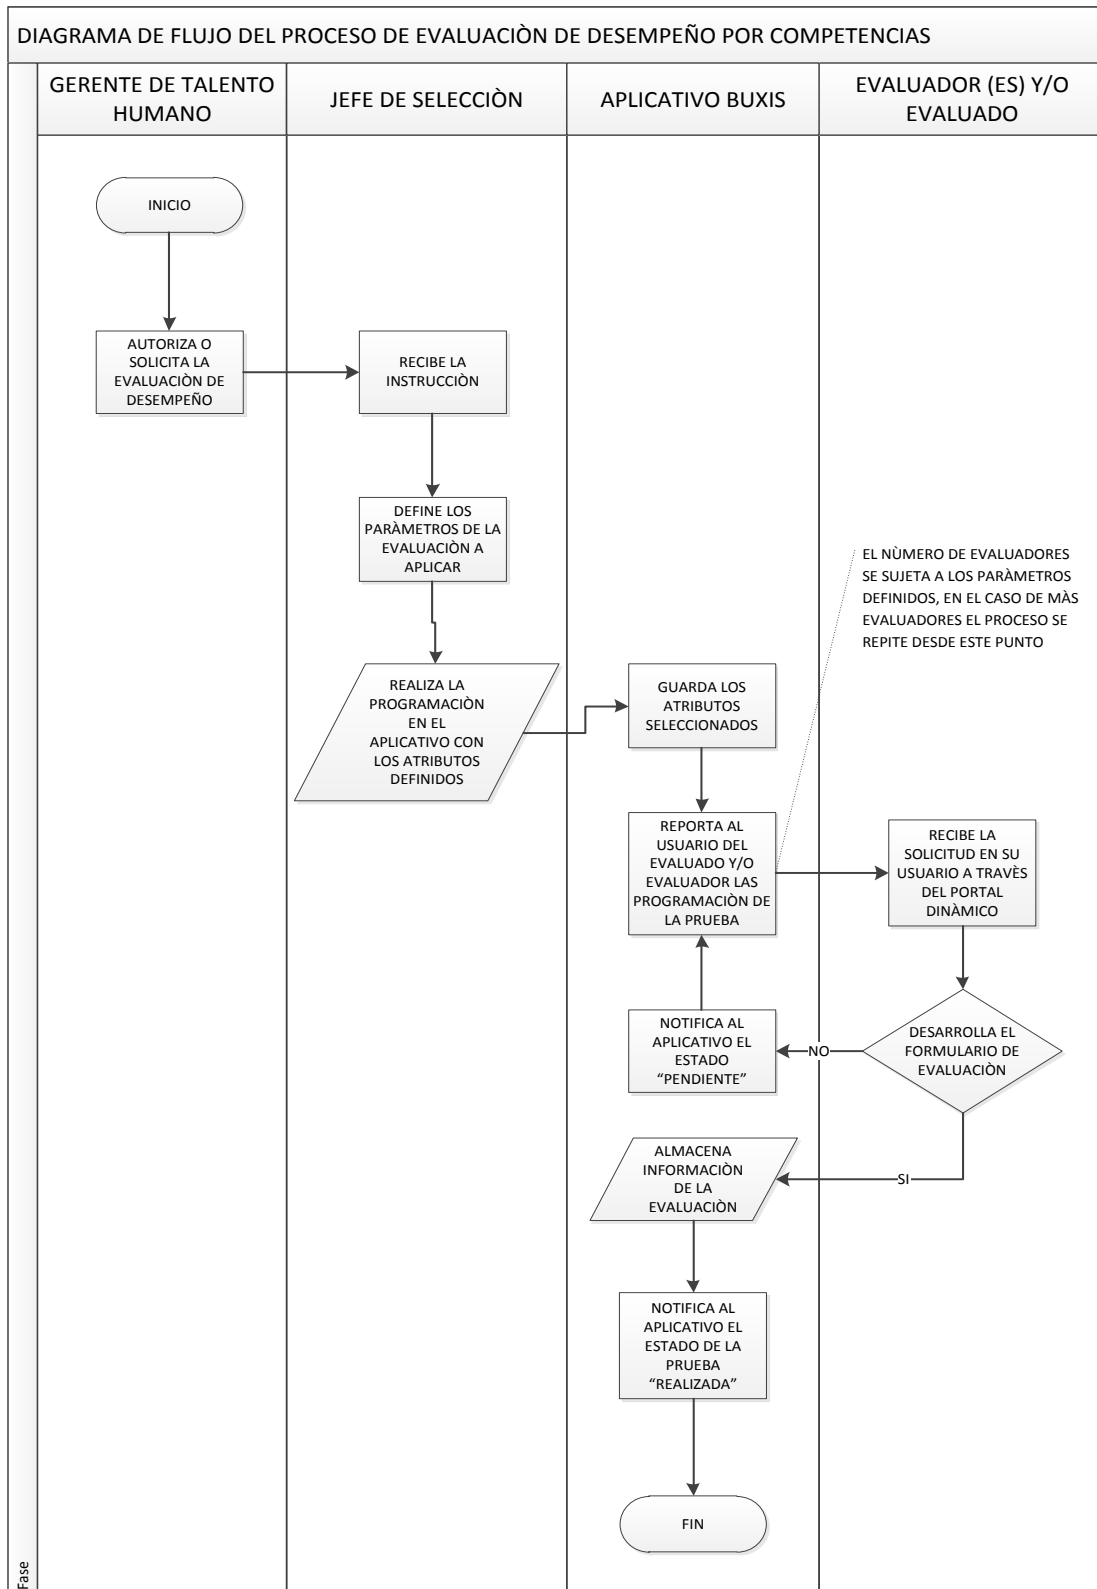 DIAGRAMA DE FLUJO DEL PROCESO DE EVALUACIÒN DE DESEMPEÑO POR COMPETENCIAS
GERENTE DE TALENTO
HUMANO
JEFE DE SELECCIÒN
APLICATIVO BUXIS
EVALUADOR (ES) Y/O
EVALUADO
INICIO
AUTORIZA O
SOLICITA LA
EVALUACIÒN DE
DESEMPEÑO
RECIBE LA
INSTRUCCIÒN
DEFINE LOS
PARÀMETROS DE LA
EVALUACIÒN A
APLICAR
EL NÙMERO DE EVALUADORES
SE SUJETA A LOS PARÀMETROS
DEFINIDOS, EN EL CASO DE MÀS
EVALUADORES EL PROCESO SE
REPITE DESDE ESTE PUNTO
REALIZA LA
PROGRAMACIÒN
EN EL
APLICATIVO CON
LOS ATRIBUTOS
DEFINIDOS
GUARDA LOS
ATRIBUTOS
SELECCIONADOS
REPORTA AL
USUARIO DEL
EVALUADO Y/O
EVALUADOR LAS
PROGRAMACIÒN DE
LA PRUEBA
RECIBE LA
SOLICITUD EN SU
USUARIO A TRAVÈS
DEL PORTAL
DINÀMICO
DESARROLLA EL
FORMULARIO DE
EVALUACIÒN
NO
NOTIFICA AL
APLICATIVO EL
ESTADO
“PENDIENTE”
SI
ALMACENA
INFORMACIÒN
DE LA
EVALUACIÒN
NOTIFICA AL
APLICATIVO EL
ESTADO DE LA
PRUEBA
“REALIZADA”
FIN
Fase